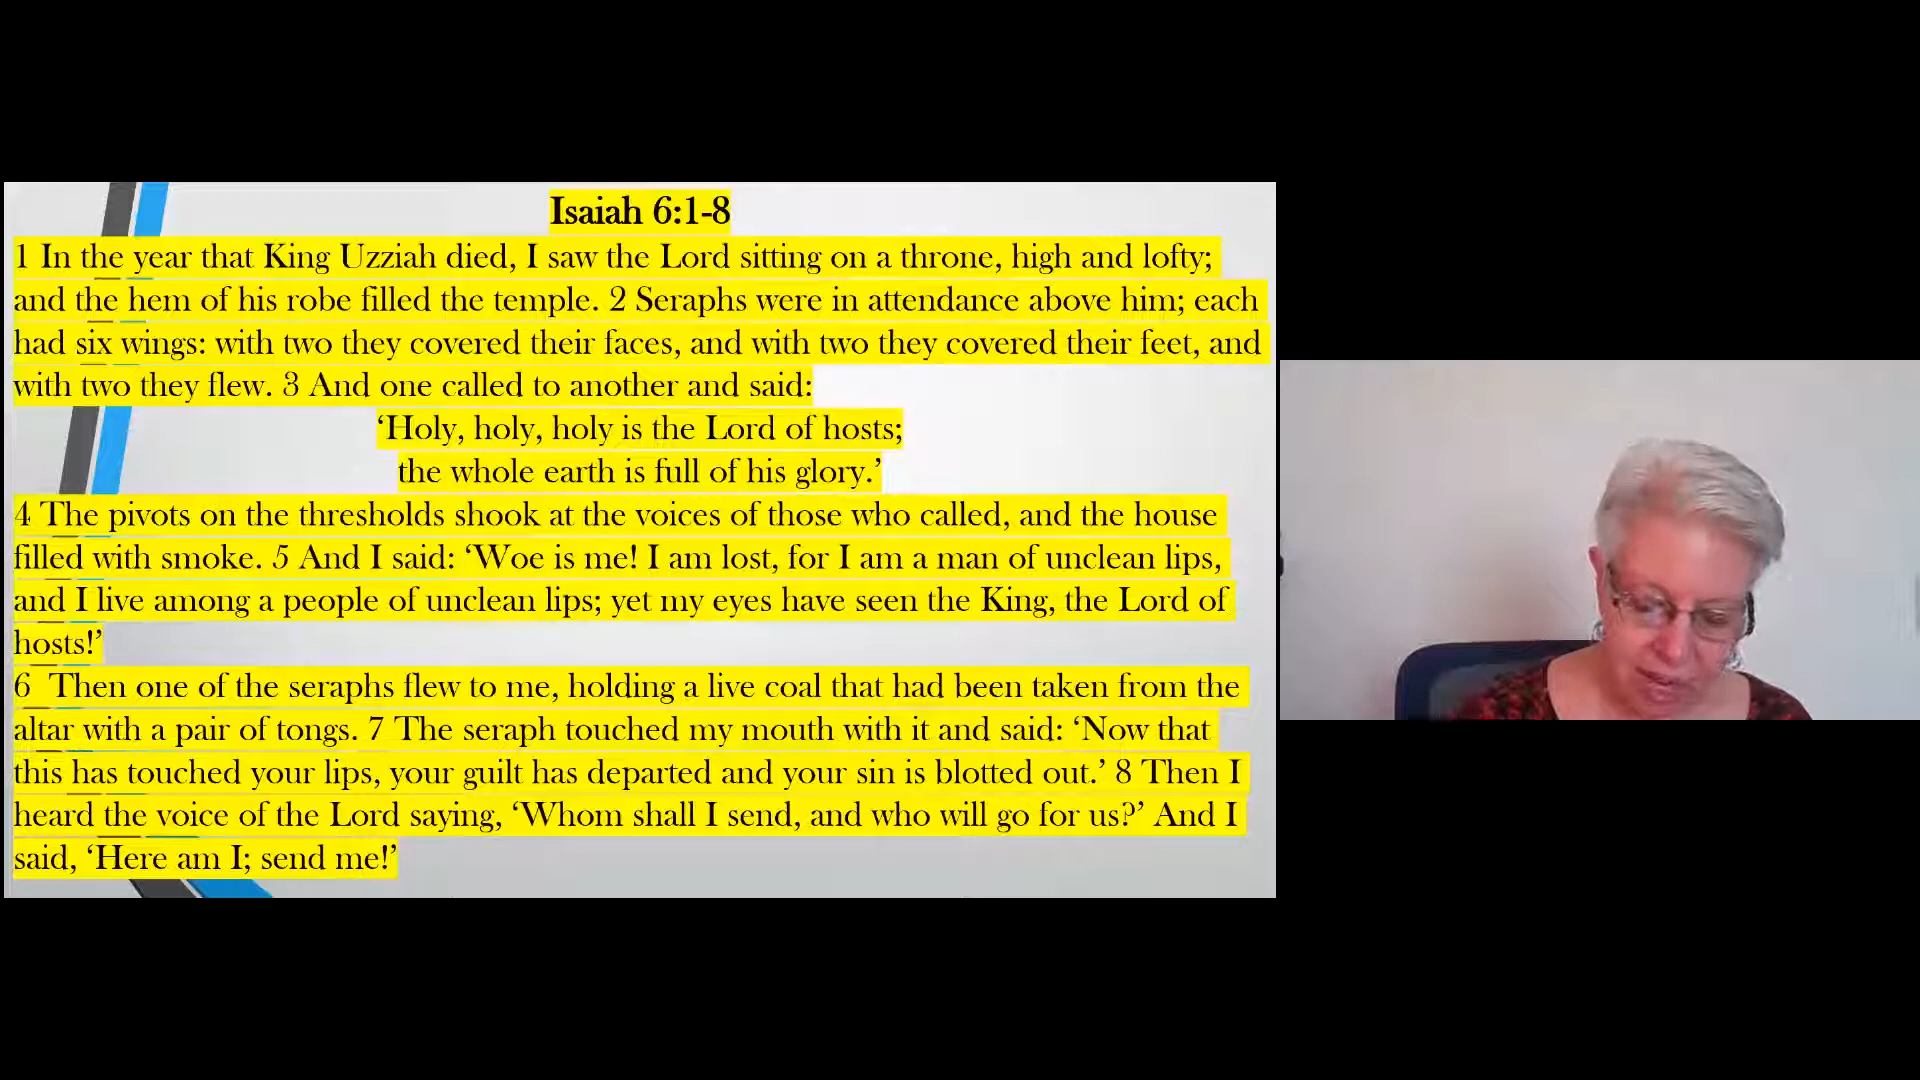 Isaiah 6:1-8
1 In the year that King Uzziah died, I saw the Lord sitting on a throne, high and lofty;
and the hem of his robe filled the temple. 2 Seraphs were in attendance above him; each
had six wings: with two they covered their faces, and with two they covered their feet, and
with two they flew. 3 And one called to another and said:
‘Holy, holy, holy is the Lord of hosts;
the whole earth is full of his glory.’
4 The pivots on the thresholds shook at the voices of those who called, and the house
filled with smoke. 5 And I said: ‘Woe is me! I am lost, for I am a man of unclean lips,
and I live among a people of unclean lips; yet my eyes have seen the King, the Lord of
hosts!’
6 Then one of the seraphs flew to me, holding a live coal that had been taken from the
altar with a pair of tongs. 7 The seraph touched my mouth with it and said: ‘Now that
this has touched your lips, your guilt has departed and your sin is blotted out.’ 8 Then I
heard the voice of the Lord saying, ‘Whom shall I send, and who will go for us?’ And I
said, ‘Here am I; send me!’